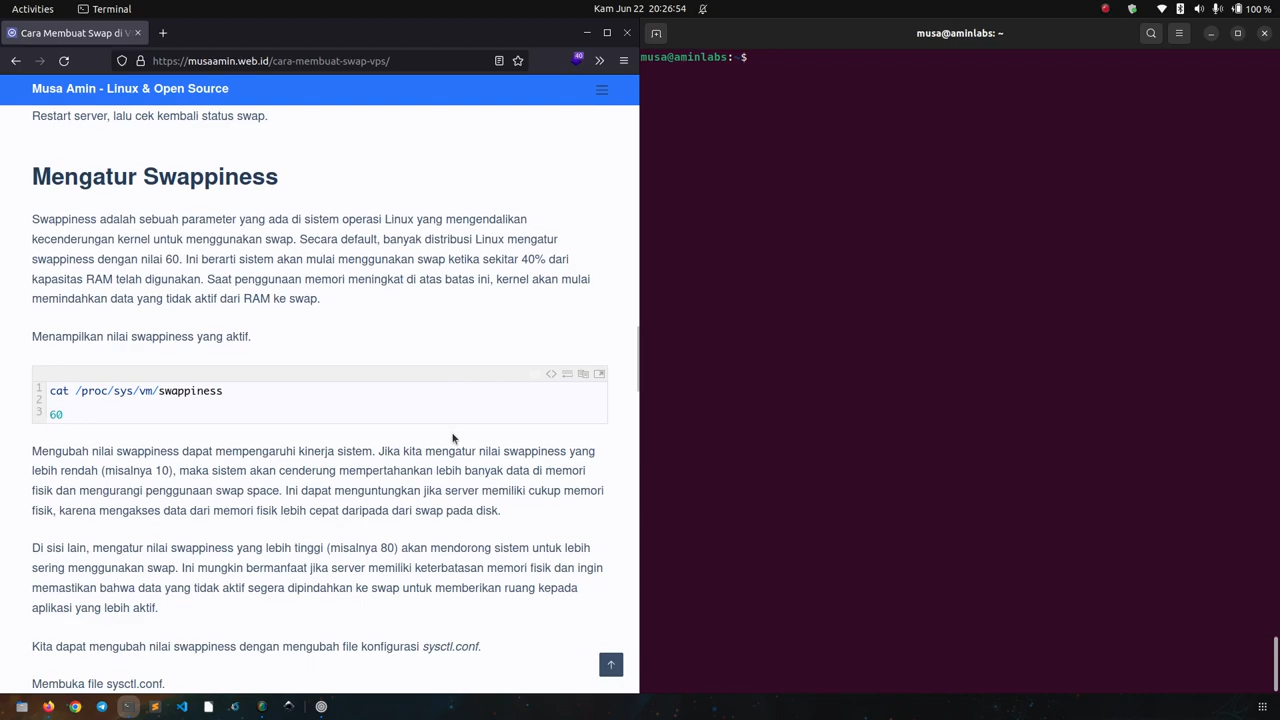 Activities
Terminal
Kam Jun 22 20:26:54
100 %
Cara Membuat Swap di V
musa@aminlabs: ~
https://musaamin.web.id/cara-membuat-swap-vps/
40
musa@aminlabs:~$
Musa Amin - Linux & Open Source
Restart server, lalu cek kembali status swap.
Mengatur Swappiness
Swappiness adalah sebuah parameter yang ada di sistem operasi Linux yang mengendalikan
kecenderungan kernel untuk menggunakan swap. Secara default, banyak distribusi Linux mengatur
swappiness dengan nilai 60. Ini berarti sistem akan mulai menggunakan swap ketika sekitar 40% dari
kapasitas RAM telah digunakan. Saat penggunaan memori meningkat di atas batas ini, kernel akan mulai
memindahkan data yang tidak aktif dari RAM ke swap.
Menampilkan nilai swappiness yang aktif.
1 cat /proc/sys/vm/swappiness
2
3 60
Mengubah nilai swappiness dapat mempengaruhi kinerja sistem. Jika kita mengatur nilai swappiness yang
lebih rendah (misalnya 10), maka sistem akan cenderung mempertahankan lebih banyak data di memori
fisik dan mengurangi penggunaan swap space. Ini dapat menguntungkan jika server memiliki cukup memori
fisik, karena mengakses data dari memori fisik lebih cepat daripada dari swap pada disk.
Di sisi lain, mengatur nilai swappiness yang lebih tinggi (misalnya 80) akan mendorong sistem untuk lebih
sering menggunakan swap. Ini mungkin bermanfaat jika server memiliki keterbatasan memori fisik dan ingin
memastikan bahwa data yang tidak aktif segera dipindahkan ke swap untuk memberikan ruang kepada
aplikasi yang lebih aktif.
Kita dapat mengubah nilai swappiness dengan mengubah file konfigurasi sysctl.conf.
Membuka file sysctl.conf.